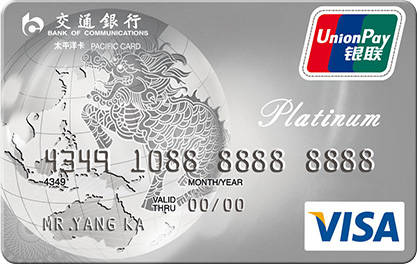 交通銀行
BANK OF COMMUNICATIONS
太平洋卡 PACIFIC CARD
UnionPay
银联
Platinum
4349 1088 8888 8888
4349
MONTH/YEAR
VALID
THRU
00/00
MR.YANG KA
VISA